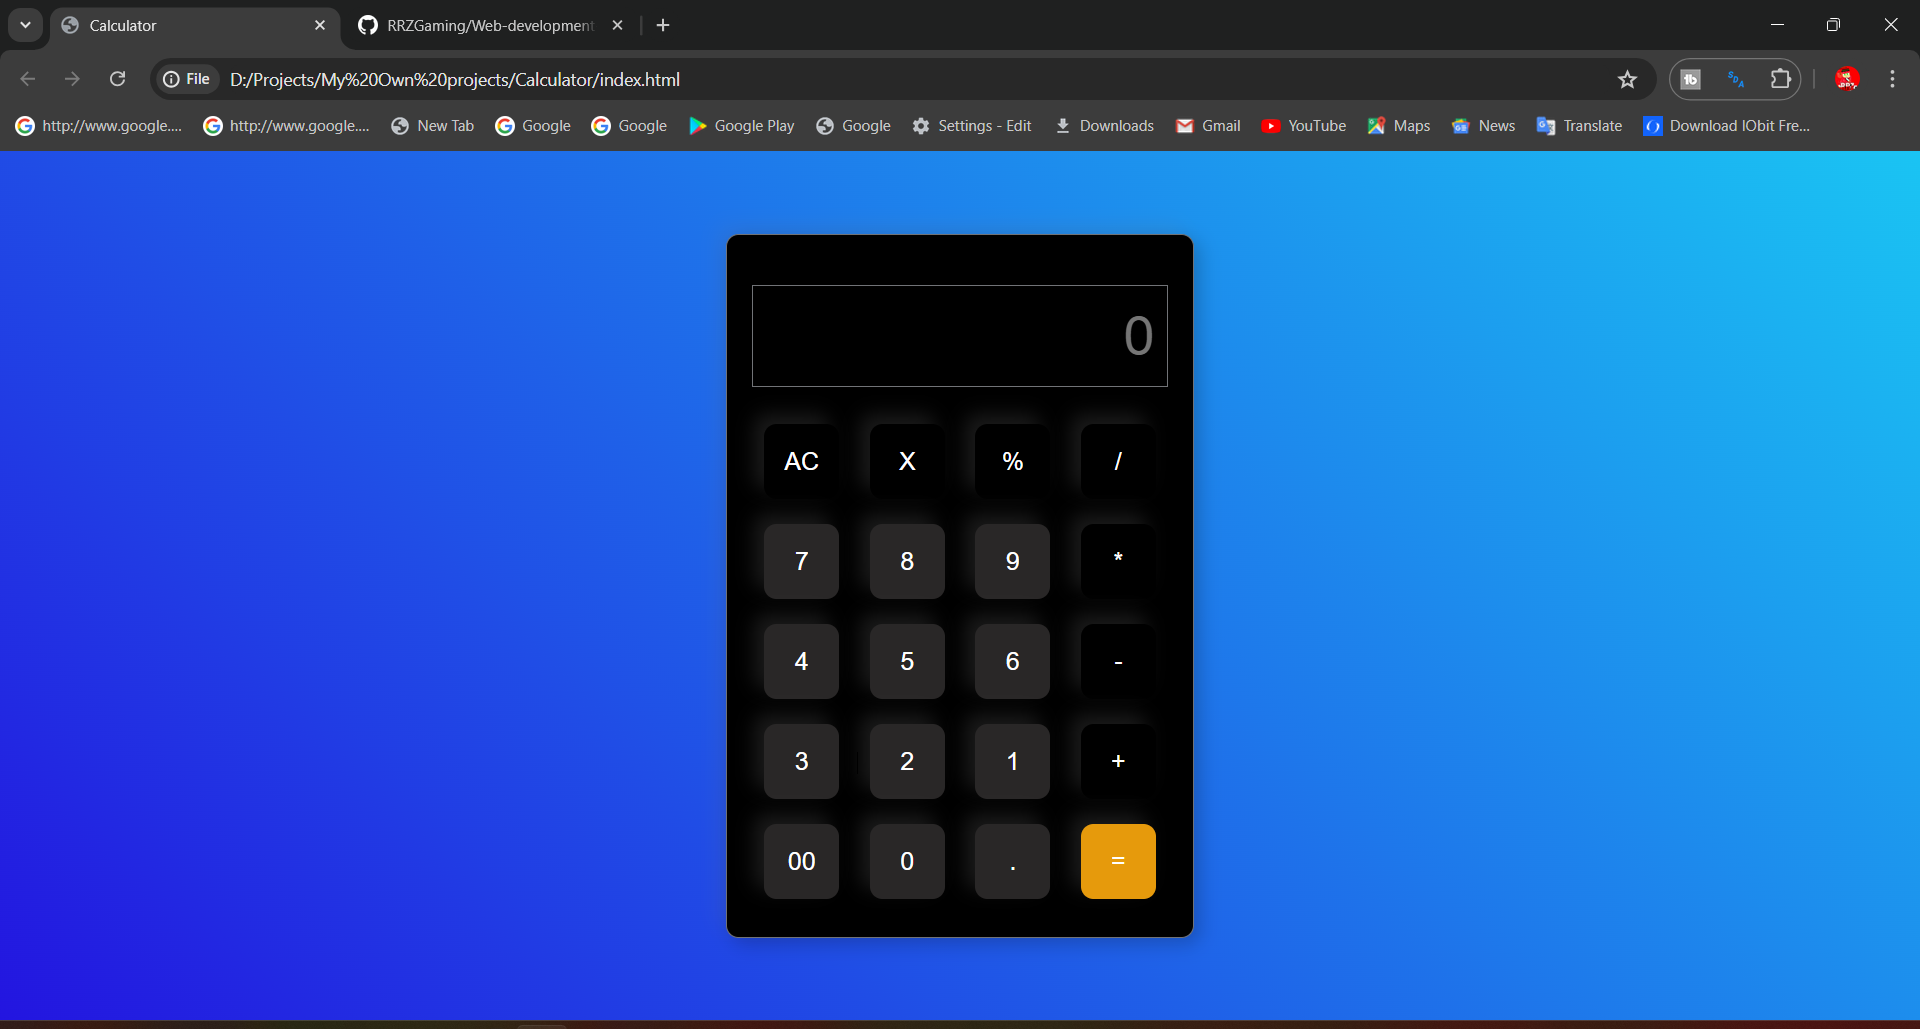 Calculator
RRZGaming/Web-development
File
D:/Projects/My%20Own%20projects/Calculator/index.html
http://www.google.... http://www.google.... New Tab Google Google Google Play Google Settings - Edit Downloads Gmail YouTube Maps News Translate Download IObit Fre...
0
AC X % /
7 8 9 *
4 5 6 -
3 2 1 +
00 0 . =